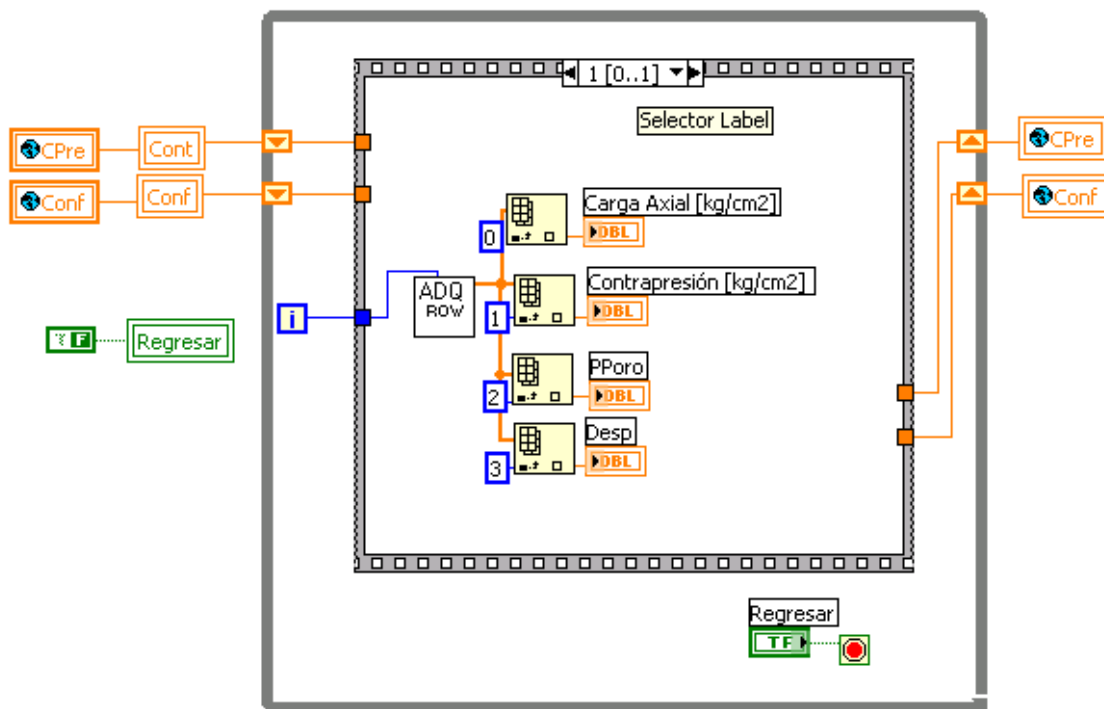 1 [0..1]
Selector Label
CPre
Cont
CPre
Conf
Conf
Conf
Carga Axial [kg/cm2]
0
DBL
ADQ
ROW
Contrapresión [kg/cm2]
1
DBL
i
F
Regresar
PPoro
2
DBL
Desp
3
DBL
Regresar
TF